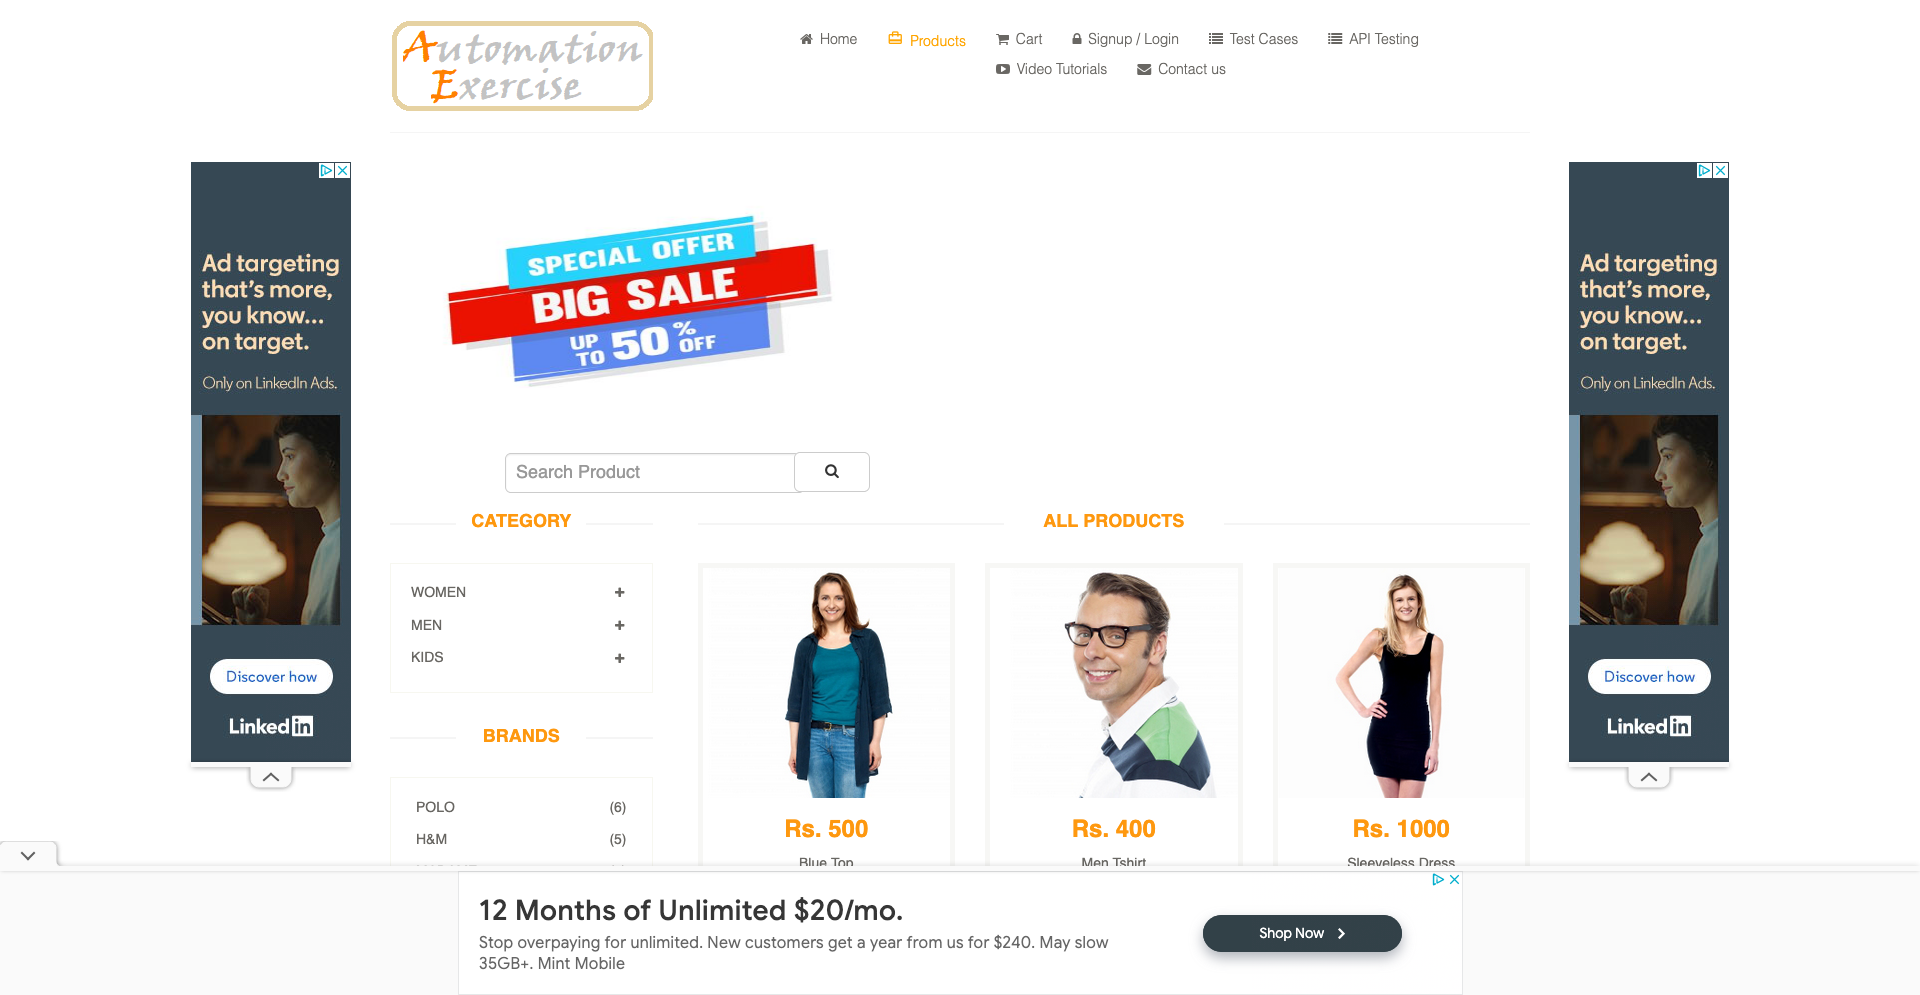 Automation
Exercise
Home
Products
Cart
Signup / Login
Test Cases
API Testing
Video Tutorials
Contact us
Ad targeting
that's more,
you know...
on target.
Only on LinkedIn Ads.
Discover how
Linked in
SPECIAL OFFER
BIG SALE
UP TO 50% OFF
Search Product
CATEGORY
WOMEN
MEN
KIDS
BRANDS
POLO (6)
H&M (5)
ALL PRODUCTS
Rs. 500
Blue Top
Rs. 400
Men Tshirt
Rs. 1000
Sleeveless Dress
Ad targeting
that's more,
you know...
on target.
Only on LinkedIn Ads.
Discover how
Linked in
12 Months of Unlimited $20/mo.
Stop overpaying for unlimited. New customers get a year from us for $240. May slow
35GB+. Mint Mobile
Shop Now